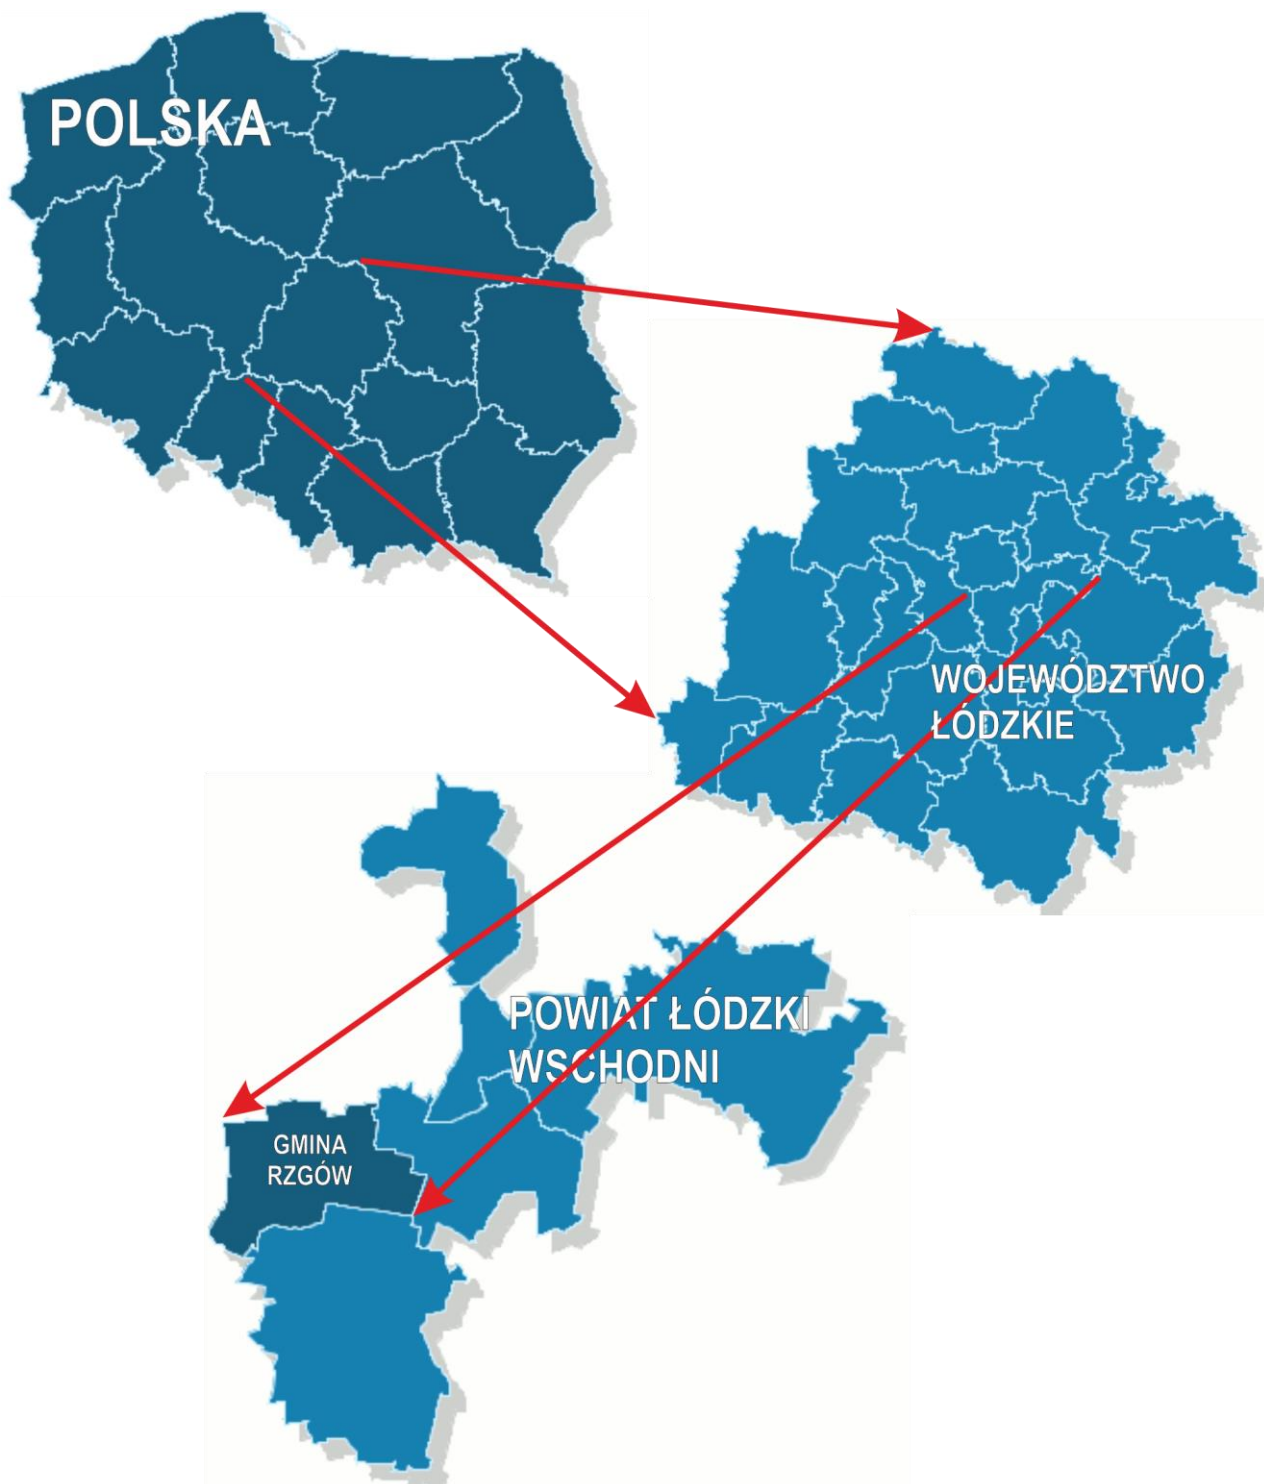 POLSKA
WOJEWÓDZTWO
ŁÓDZKIE
POWIAT ŁÓDZKI
WSCHODNI
GMINA
RZGÓW